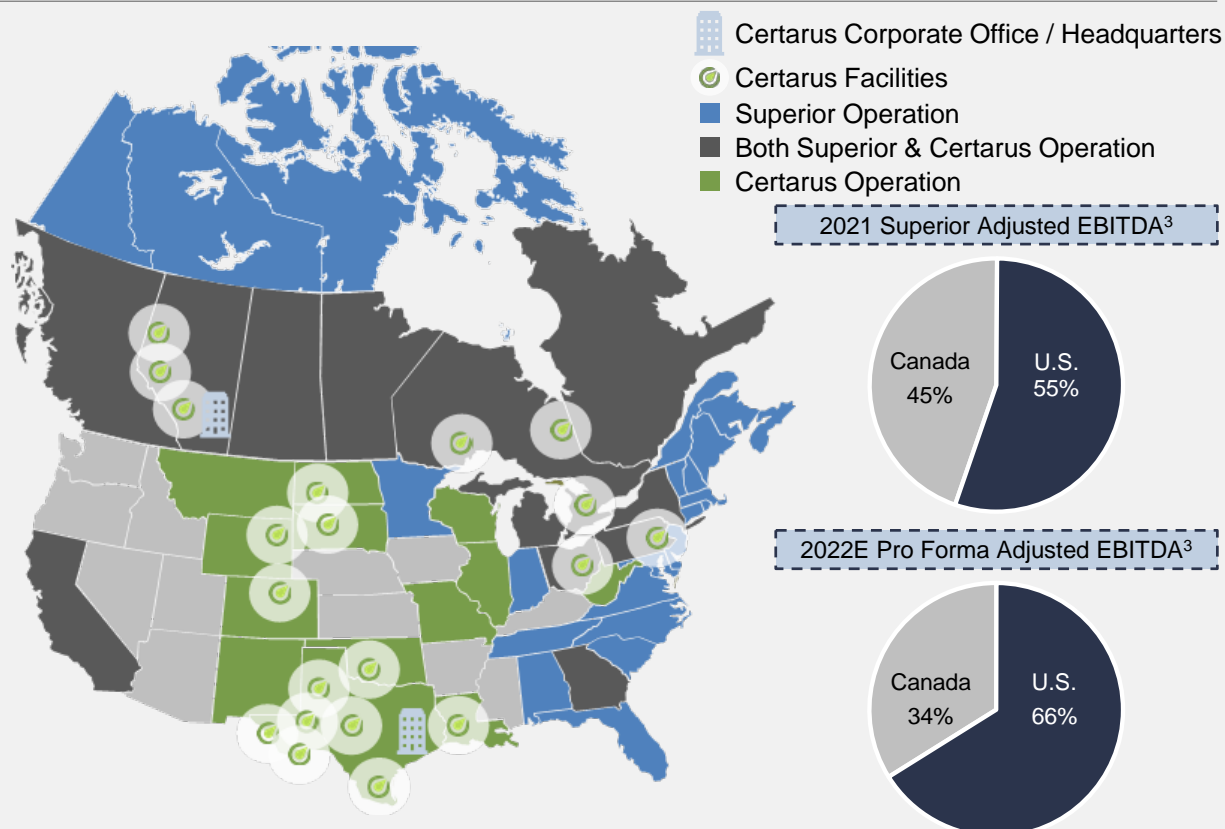 Certarus Corporate Office / Headquarters
Certarus Facilities
Superior Operation
Both Superior & Certarus Operation
Certarus Operation
2021 Superior Adjusted EBITDA³
Canada
45%
U.S.
55%
2022E Pro Forma Adjusted EBITDA³
Canada
34%
U.S.
66%